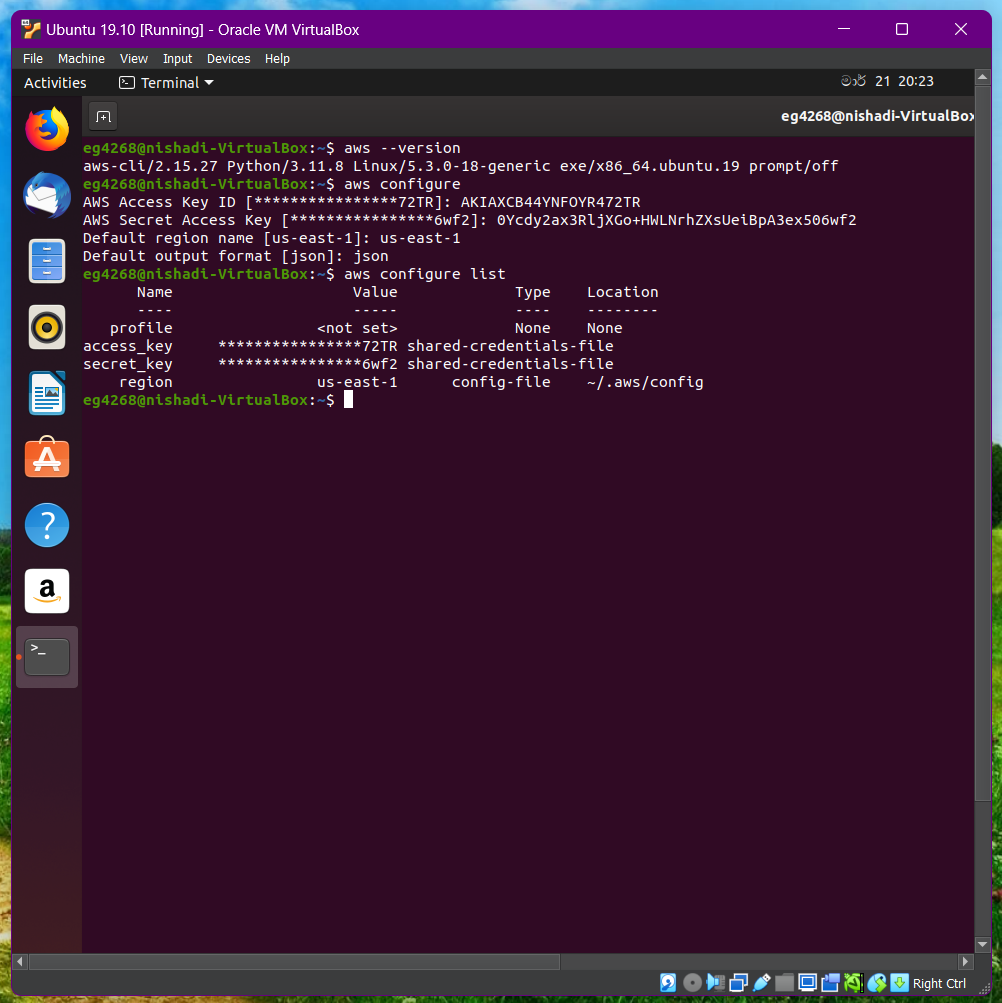 Ubuntu 19.10 [Running] - Oracle VM VirtualBox
File Machine View Input Devices Help
Activities Terminal මාර් 21 20:23
eg4268@nishadi-VirtualBox
eg4268@nishadi-VirtualBox:~$ aws --version
aws-cli/2.15.27 Python/3.11.8 Linux/5.3.0-18-generic exe/x86_64.ubuntu.19 prompt/off
eg4268@nishadi-VirtualBox:~$ aws configure
AWS Access Key ID [****************72TR]: AKIAXCB44YNFOYR472TR
AWS Secret Access Key [****************6wf2]: 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
Default region name [us-east-1]: us-east-1
Default output format [json]: json
eg4268@nishadi-VirtualBox:~$ aws configure list
Name Value Type Location
---- ----- ---- --------
profile <not set> None None
access_key ****************72TR shared-credentials-file
secret_key ****************6wf2 shared-credentials-file
region us-east-1 config-file ~/.aws/config
eg4268@nishadi-VirtualBox:~$
Right Ctrl